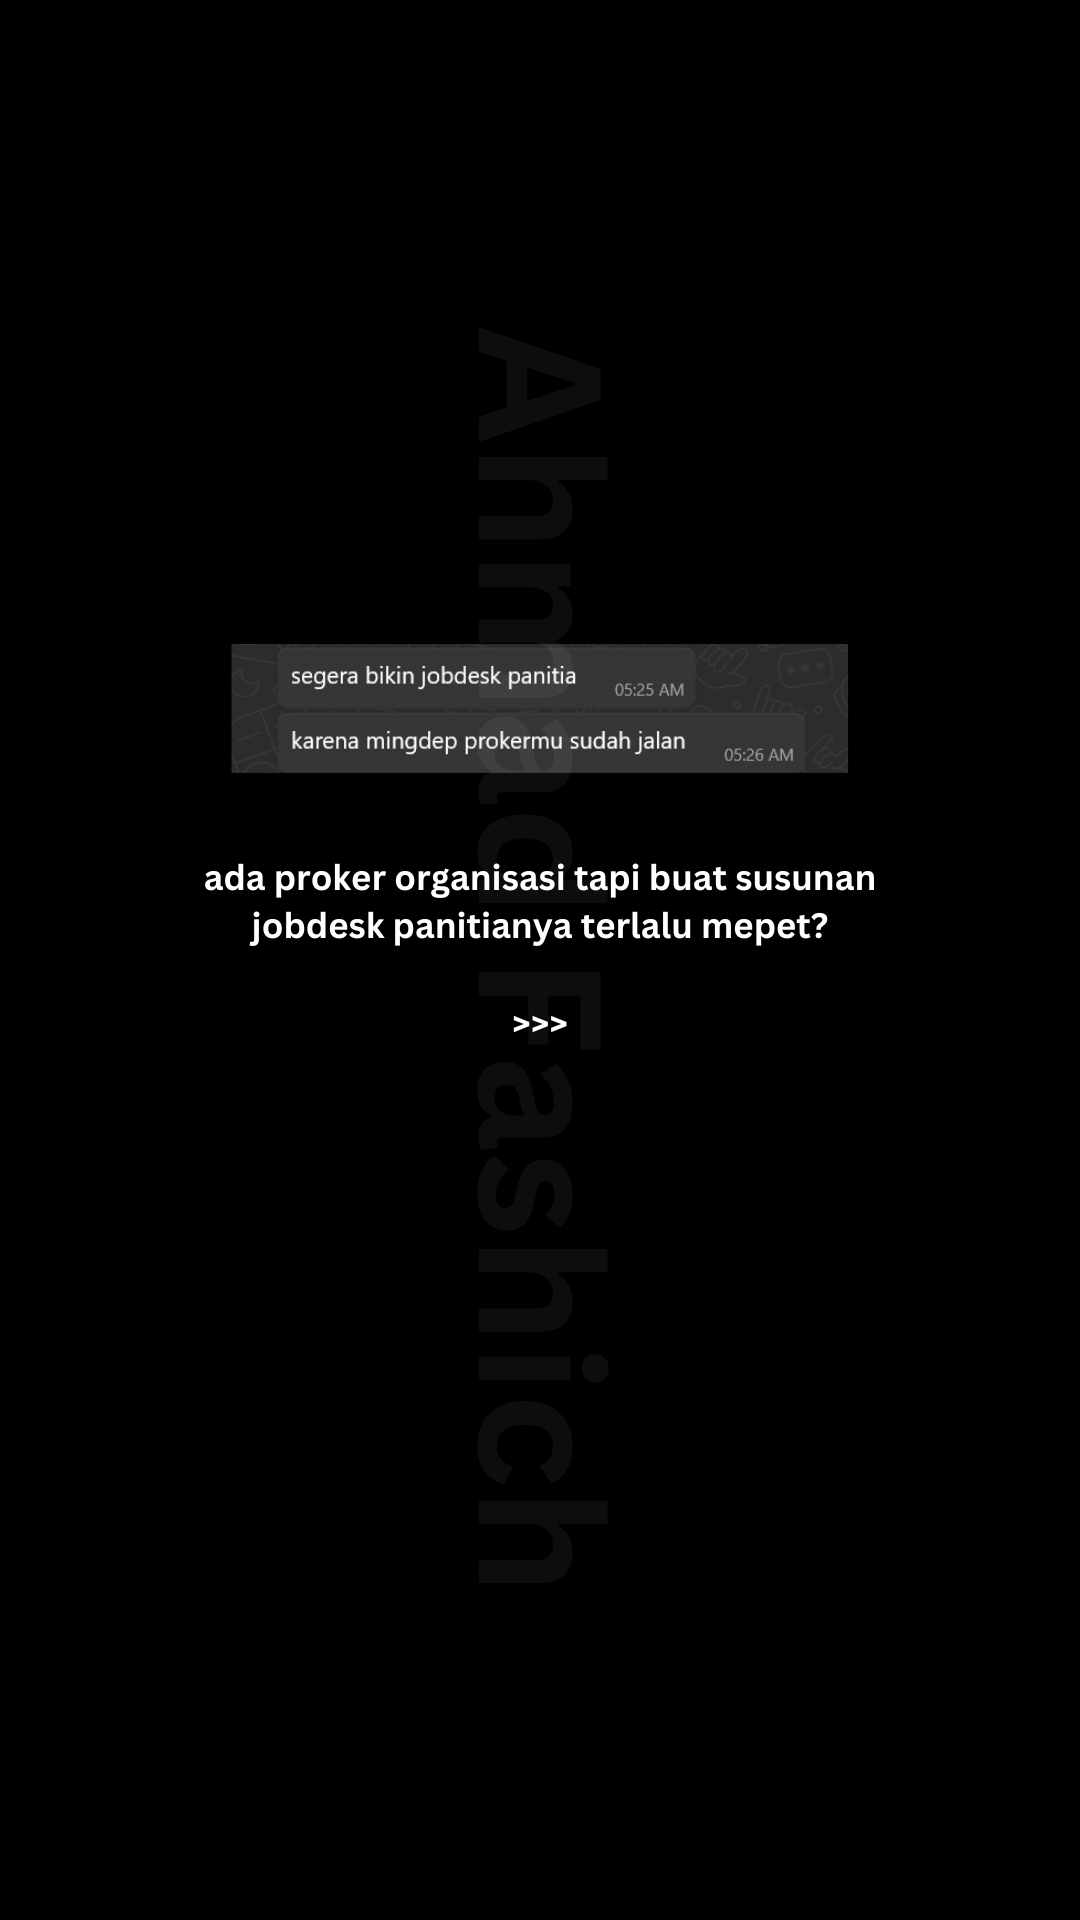 segera bikin jobdesk panitia
05:25 AM
karena mingdep prokermu sudah jalan
05:26 AM
ada proker organisasi tapi buat susunan
jobdesk panitianya terlalu mepet?
>>>
Ahmad Fashich